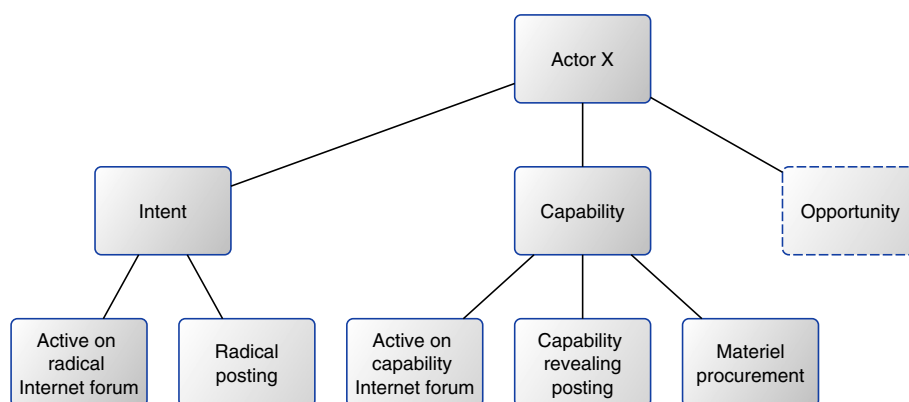 Actor X
Intent
Capability
Opportunity
Active on
radical
Internet forum
Radical
posting
Active on
capability
Internet forum
Capability
revealing
posting
Materiel
procurement